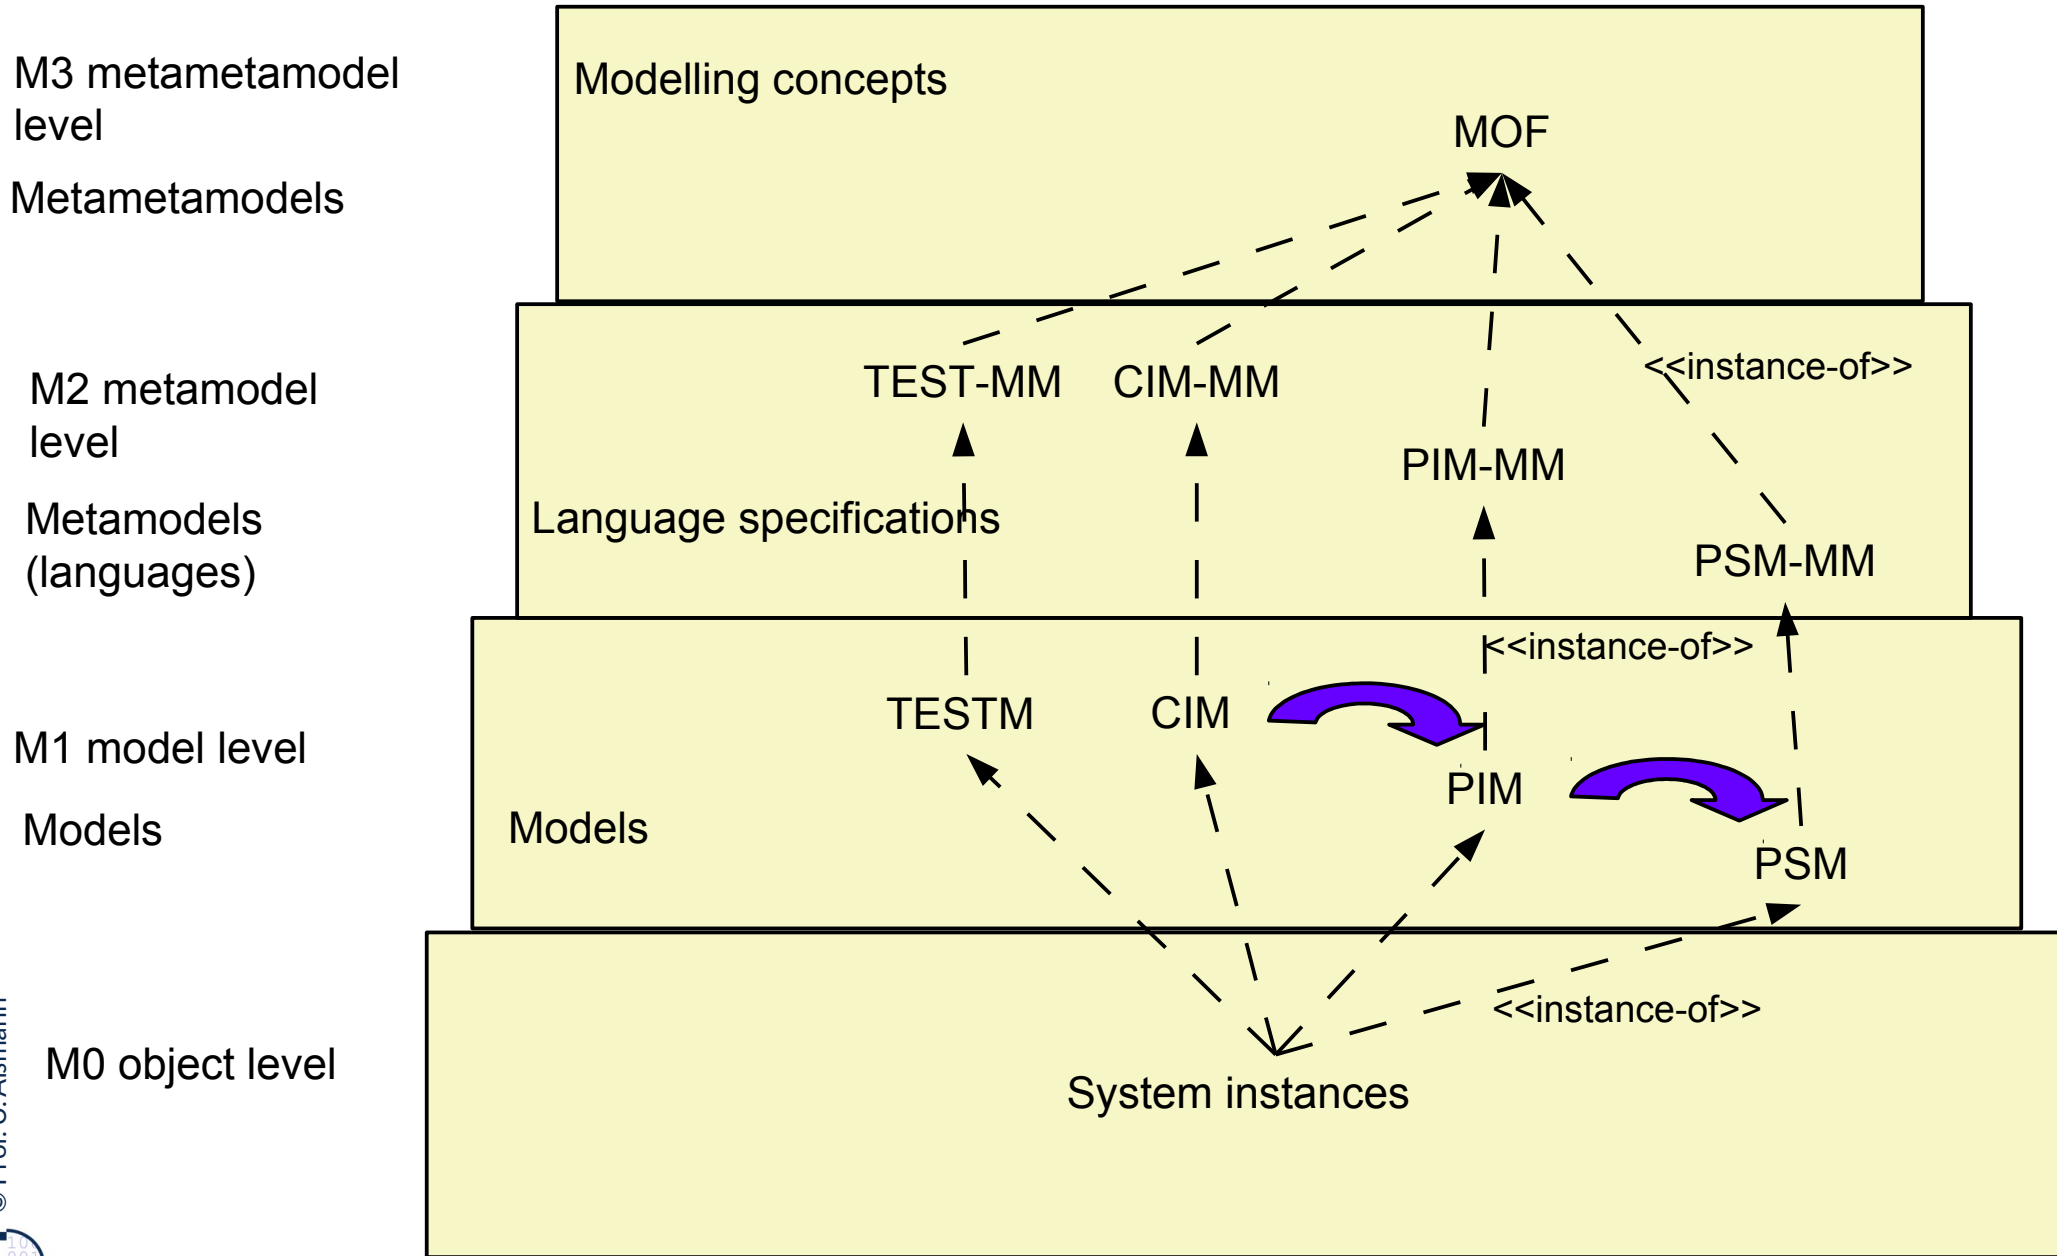 M3 metametamodel
level
Metametamodels
Modelling concepts
MOF
M2 metamodel
level
Metamodels
(languages)
TEST-MM
CIM-MM
<<instance-of>>
PIM-MM
Language specifications
PSM-MM
M1 model level
Models
<<instance-of>>
TESTM
CIM
PIM
Models
PSM
M0 object level
<<instance-of>>
System instances
© Prof. U. Aßmann